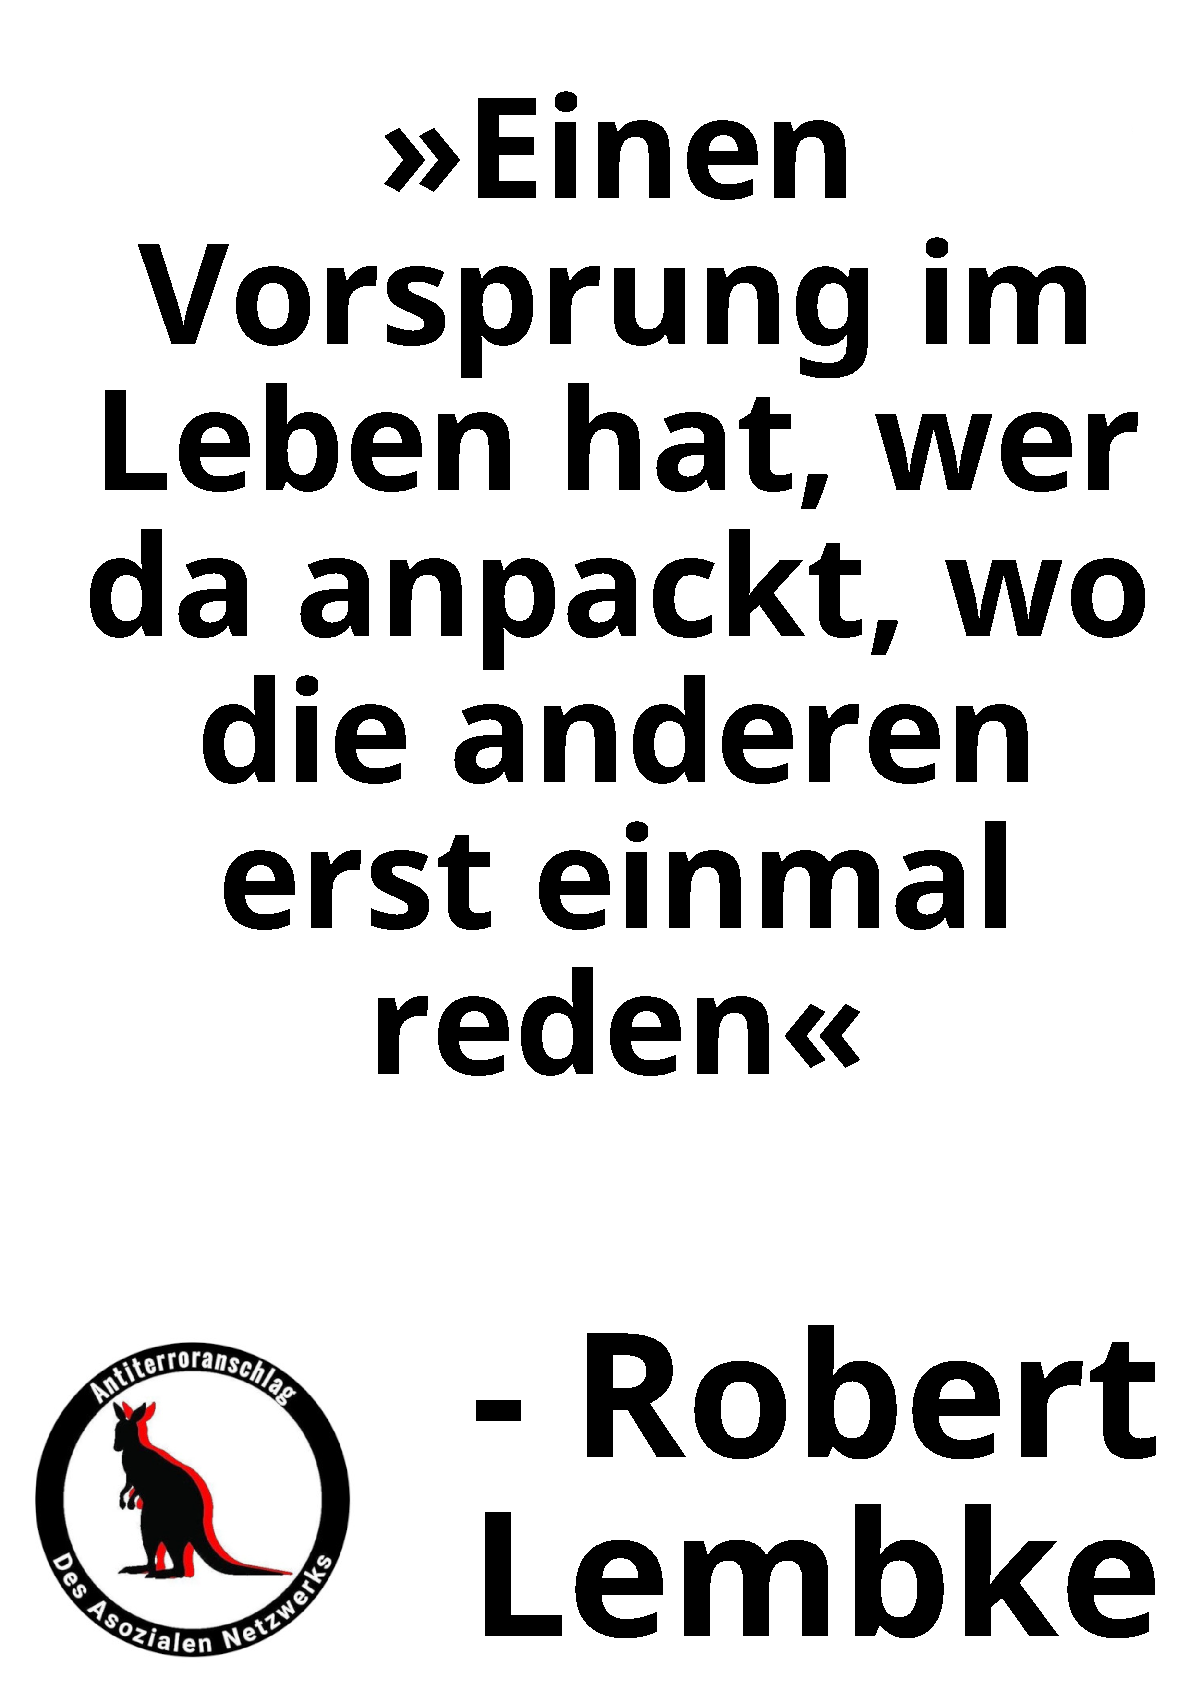 »Einen
Vorsprung im
Leben hat, wer
da anpackt, wo
die anderen
erst einmal
reden«
- Robert
Lembke
Antiterroranschlag
Des Asozialen Netzwerks